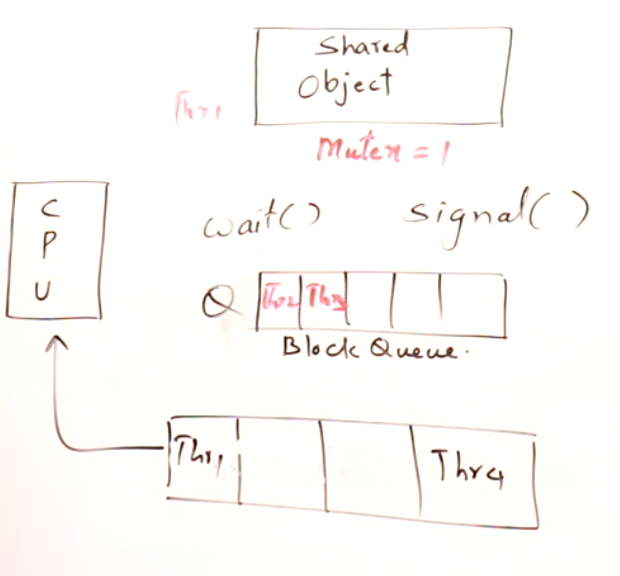 Shared
Object
Thr1
Mutex = 1
C
P
U
wait()
signal()
Q
Thr2 Thr3
Block Queue.
Thr1
Thr4